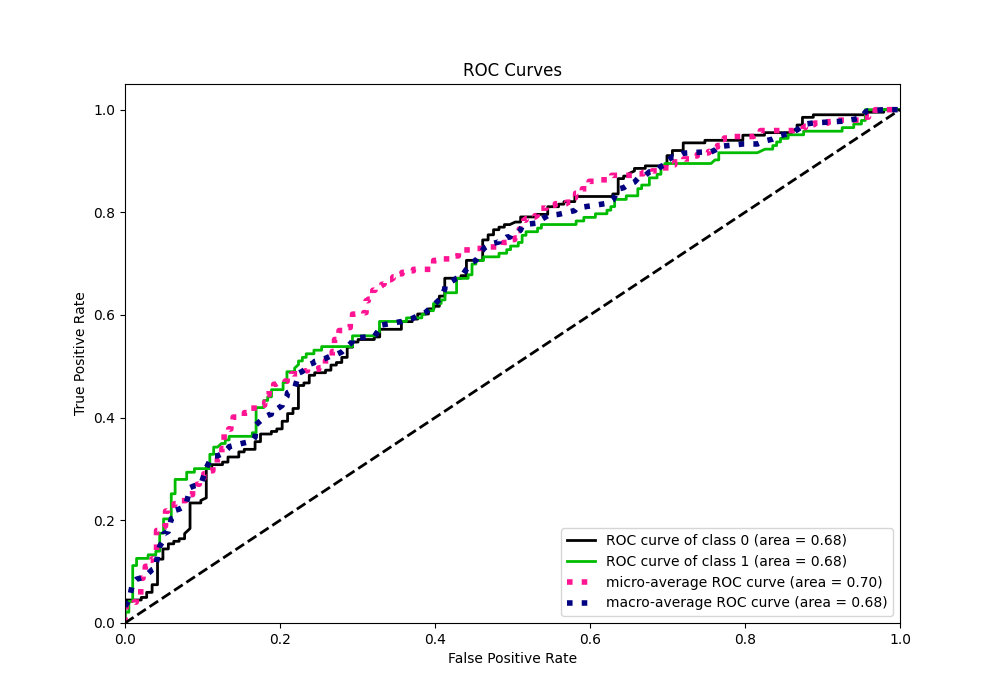 ROC Curves
True Positive Rate
1.0
0.8
0.6
0.4
0.2
0.0
ROC curve of class 0 (area = 0.68)
ROC curve of class 1 (area = 0.68)
micro-average ROC curve (area = 0.70)
macro-average ROC curve (area = 0.68)
0.0 0.2 0.4 0.6 0.8 1.0
False Positive Rate